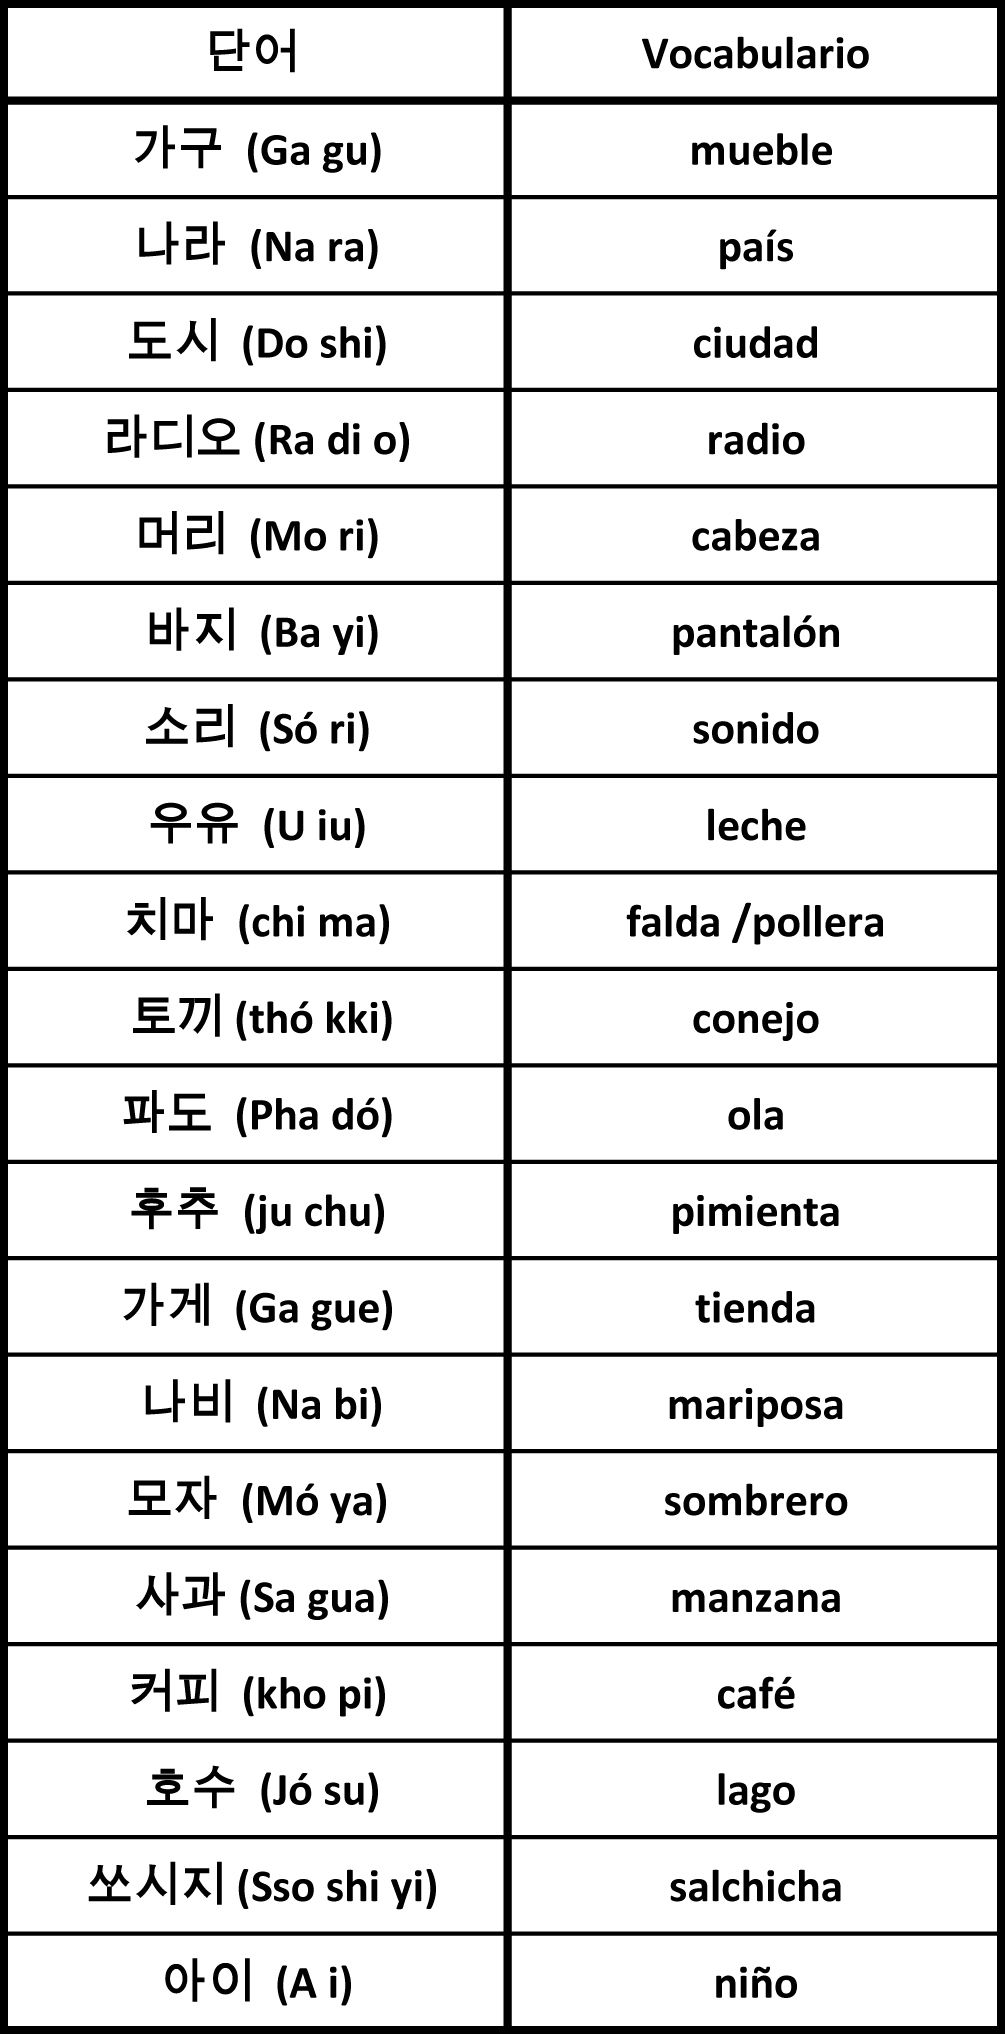 단어 Vocabulario
가구 (Ga gu) mueble
나라 (Na ra) país
도시 (Do shi) ciudad
라디오 (Ra di o) radio
머리 (Mo ri) cabeza
바지 (Ba yi) pantalón
소리 (Só ri) sonido
우유 (U iu) leche
치마 (chi ma) falda /pollera
토끼 (thó kki) conejo
파도 (Pha dó) ola
후추 (ju chu) pimienta
가게 (Ga gue) tienda
나비 (Na bi) mariposa
모자 (Mó ya) sombrero
사과 (Sa gua) manzana
커피 (kho pi) café
호수 (Jó su) lago
쏘시지 (Sso shi yi) salchicha
아이 (A i) niño